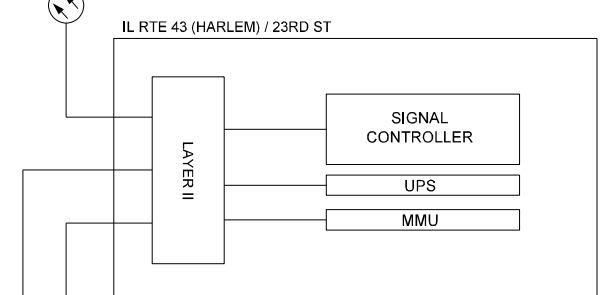 IL RTE 43 (HARLEM) / 23RD ST
LAYER II
SIGNAL
CONTROLLER
UPS
MMU